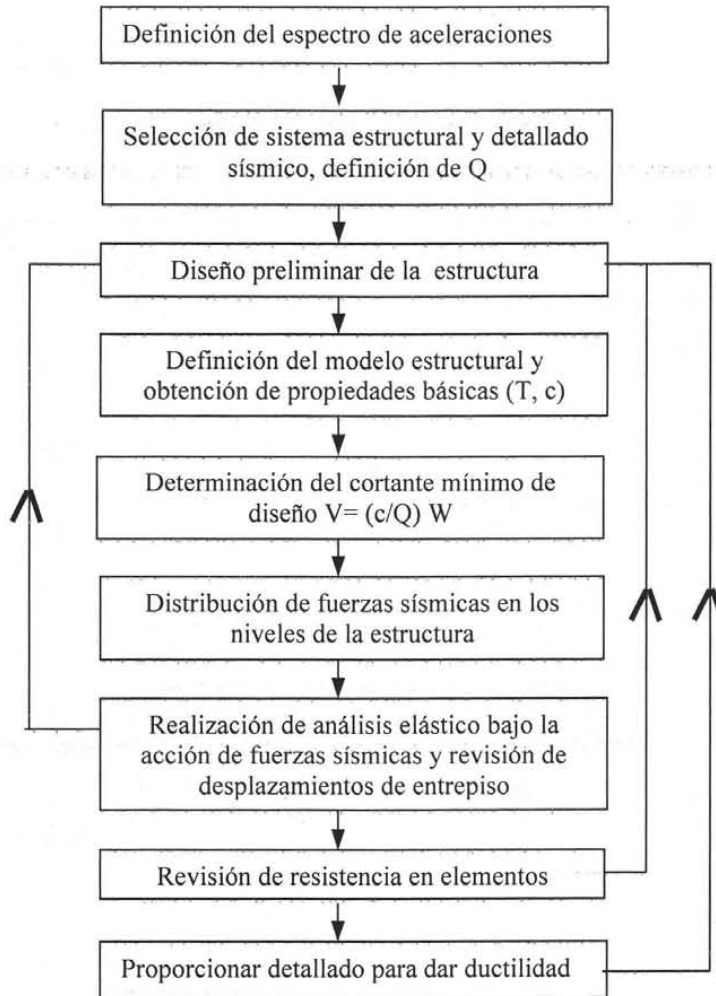 Definición del espectro de aceleraciones
Selección de sistema estructural y detallado
sísmico, definición de Q
Diseño preliminar de la estructura
Definición del modelo estructural y
obtención de propiedades básicas (T, c)
Determinación del cortante mínimo de
diseño V= (c/Q) W
Distribución de fuerzas sísmicas en los
niveles de la estructura
Realización de análisis elástico bajo la
acción de fuerzas sísmicas y revisión de
desplazamientos de entrepiso
Revisión de resistencia en elementos
Proporcionar detallado para dar ductilidad